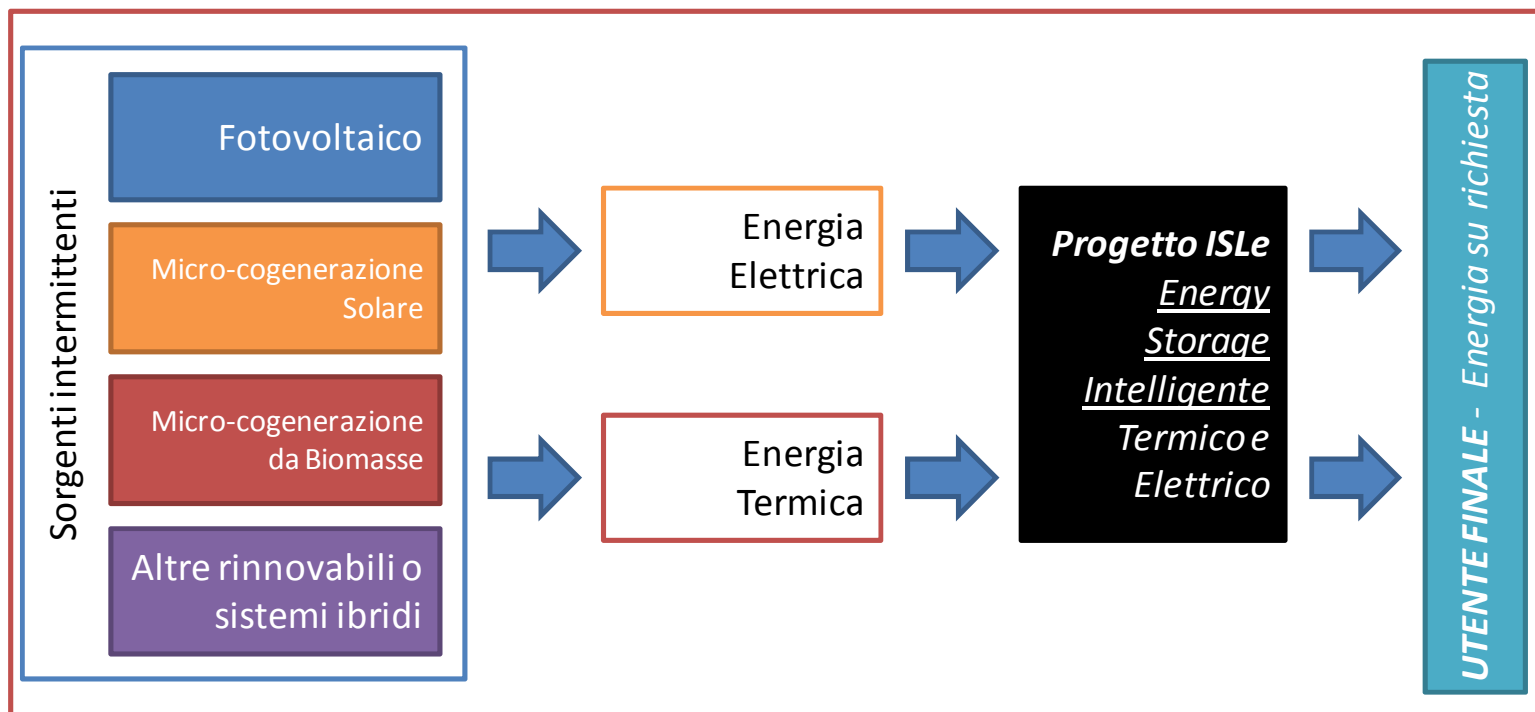 Sorgenti intermittenti
Fotovoltaico
Micro-cogenerazione
Solare
Micro-cogenerazione
da Biomasse
Altre rinnovabili o
sistemi ibridi
Energia
Elettrica
Energia
Termica
Progetto ISLe
Energy
Storage
Intelligente
Termico e
Elettrico
UTENTE FINALE - Energia su richiesta